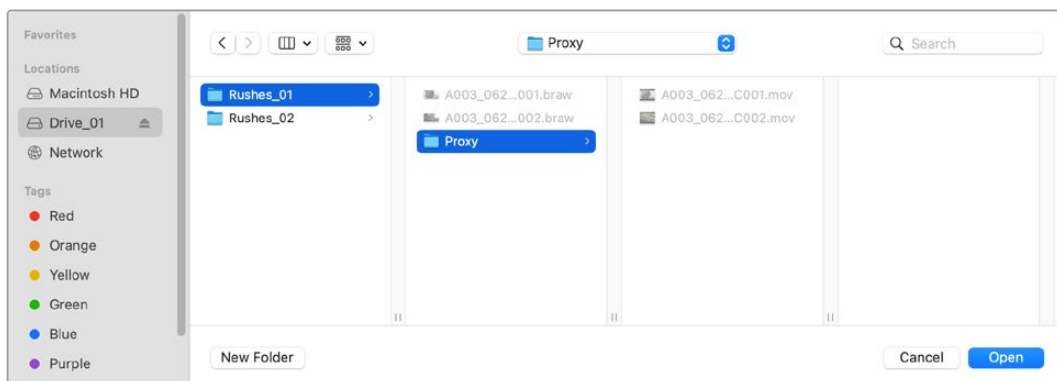 Favorites
Locations
Macintosh HD
Drive_01
Network
Tags
Red
Orange
Yellow
Green
Blue
Purple
Proxy
Search
Rushes_01
Rushes_02
A003_062...001.braw
A003_062...002.braw
Proxy
A003_062...C001.mov
A003_062...C002.mov
New Folder
Cancel
Open